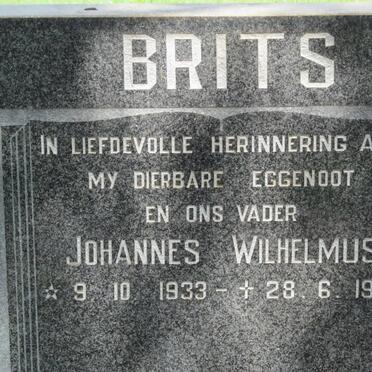 BRITS
IN LIEFDEVOLLE HERINNERING A
MY DIERBARE EGGENOOT
EN ONS VADER
JOHANNES WILHELMUS
☆ 9. 10. 1933 - ✝ 28. 6. 19